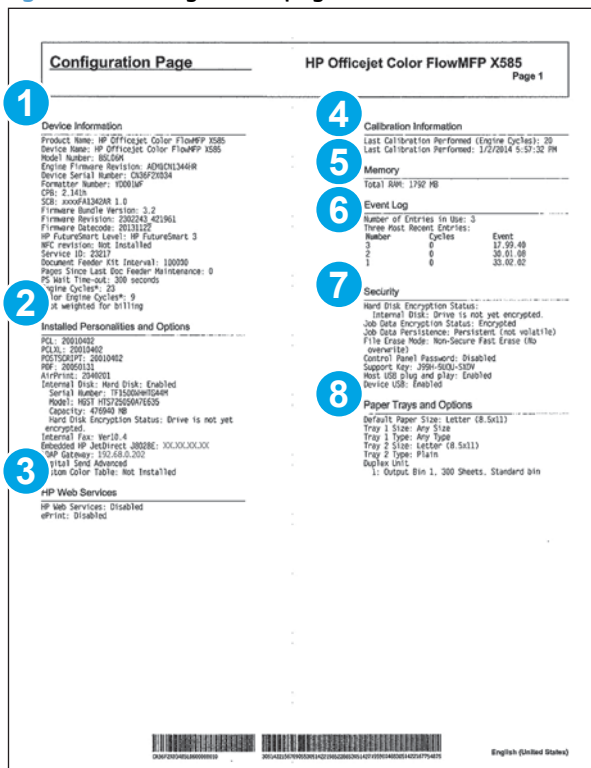 Configuration Page
HP Officejet Color FlowMFP X585
Page 1
1
Device Information
Product Name: HP Officejet Color FlowMFP X585
Device Name: HP Officejet Color FlowMFP X585
Model Number: B5L06M
Engine Firmware Revision:
Device Serial Number: CN36F2X034
Formatter Number:
CPB: 2.141h
SCB: xxxxFA1342AR 1.0
Firmware Bundle Version: 3.2
Firmware Revision: 2302243_421961
Firmware Datecode: 20131122
HP FutureSmart Level: HP FutureSmart 3
NFC revision: Not Installed
Service ID: 23217
Document Feeder Kit Interval: 100000
Pages Since Last Doc Feeder Maintenance: 0
PS Wait Time-out: 300 seconds
Engine Cycles*: 23
Color Engine Cycles*: 9
weighted for billing
2
Installed Personalities and Options
PCL: 20010402
PCLXL: 20010402
POSTSCRIPT: 20010402
PDF: 20050131
AirPrint: 2040201
Internal Disk: Hard Disk: Enabled
Serial Number:
Model: HGST HTS725050A7E635
Capacity: 476940 MB
Hard Disk Encryption Status: Drive is not yet
encrypted.
Internal Fax: Ver10.4
Embedded HP JetDirect J8028E: XX.XX.XX.XX
Gateway: 192.68.0.202
Digital Send Advanced
Custom Color Table: Not Installed
3
HP Web Services
HP Web Services: Disabled
ePrint: Disabled
4
Calibration Information
Last Calibration Performed (Engine Cycles): 20
Last Calibration Performed: 1/2/2014 5:57:32 PM
5
Memory
Total RAM: 1792 MB
6
Event Log
Number of Entries in Use: 3
Three Most Recent Entries:
Number Cycles Event
3 0 17.99.40
2 0 30.01.08
1 0 33.02.02
7
Security
Hard Disk Encryption Status:
Internal Disk: Drive is not yet encrypted.
Job Data Encryption Status: Encrypted
Job Data Persistence: Persistent (not volatile)
File Erase Mode: Non-Secure Fast Erase (No
overwrite)
Control Panel Password: Disabled
Support Key: J99H-5UQU-SXDV
Host USB plug and play: Enabled
Device USB: Enabled
8
Paper Trays and Options
Default Paper Size: Letter (8.5x11)
Tray 1 Size: Any Size
Tray 1 Type: Any Type
Tray 2 Size: Letter (8.5x11)
Tray 2 Type: Plain
Duplex Unit
1: Output Bin 1, 300 Sheets, Standard bin
English (United States)